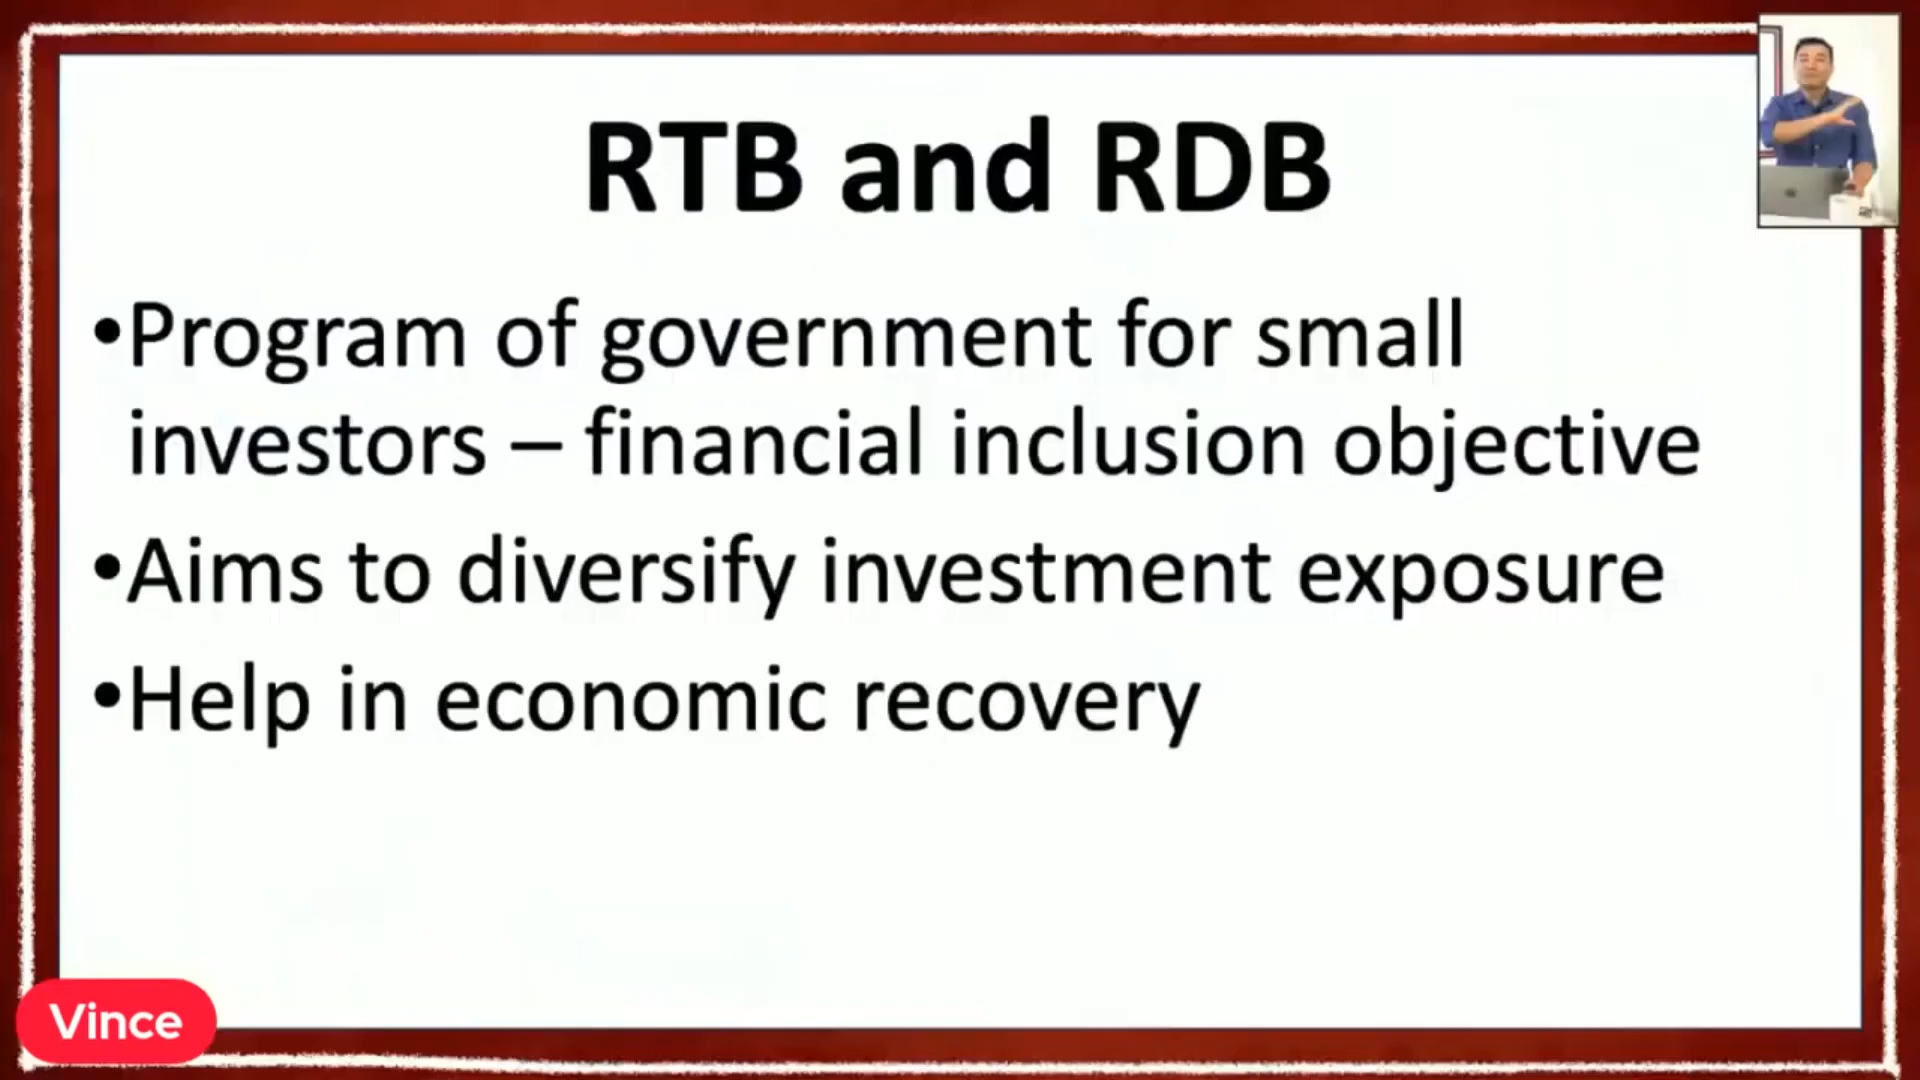 RTB and RDB
•Program of government for small
investors – financial inclusion objective
•Aims to diversify investment exposure
•Help in economic recovery
Vince